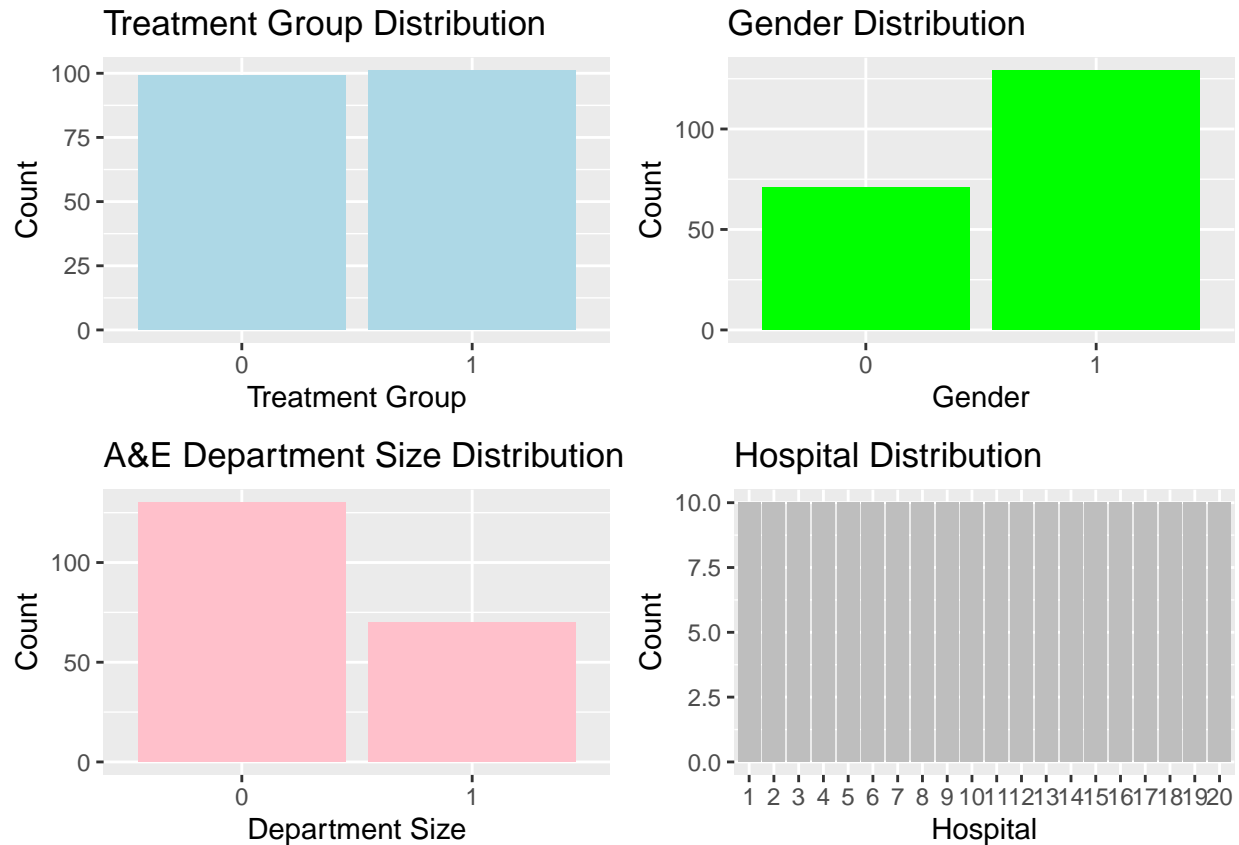 Treatment Group Distribution
100
75
50
25
0
Count
0 1
Treatment Group
Gender Distribution
100
50
0
Count
0 1
Gender
A&E Department Size Distribution
100
50
0
Count
0 1
Department Size
Hospital Distribution
10.0
7.5
5.0
2.5
0.0
Count
1 2 3 4 5 6 7 8 9 10 11 12 13 14 15 16 17 18 19 20
Hospital